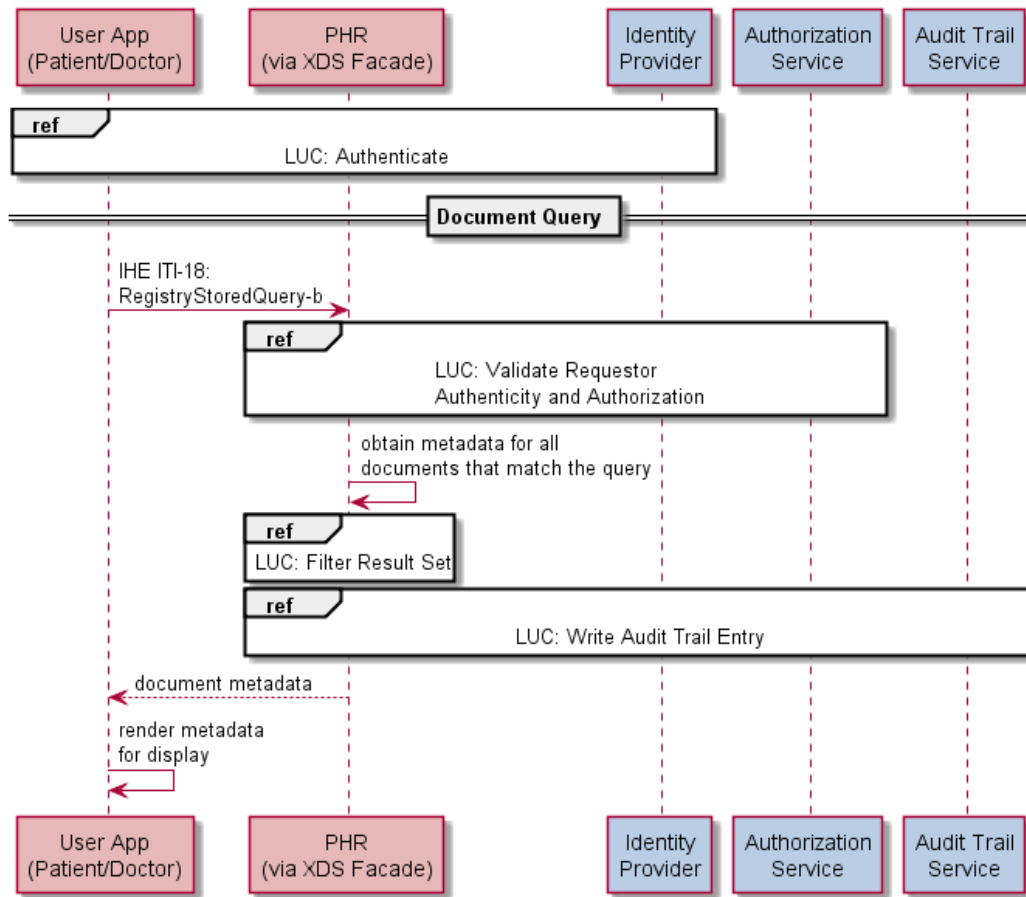 User App
(Patient/Doctor)
PHR
(via XDS Facade)
Identity
Provider
Authorization
Service
Audit Trail
Service
ref
LUC: Authenticate
Document Query
IHE ITI-18:
RegistryStoredQuery-b
ref
LUC: Validate Requestor
Authenticity and Authorization
obtain metadata for all
documents that match the query
ref
LUC: Filter Result Set
ref
LUC: Write Audit Trail Entry
document metadata
render metadata
for display
User App
(Patient/Doctor)
PHR
(via XDS Facade)
Identity
Provider
Authorization
Service
Audit Trail
Service